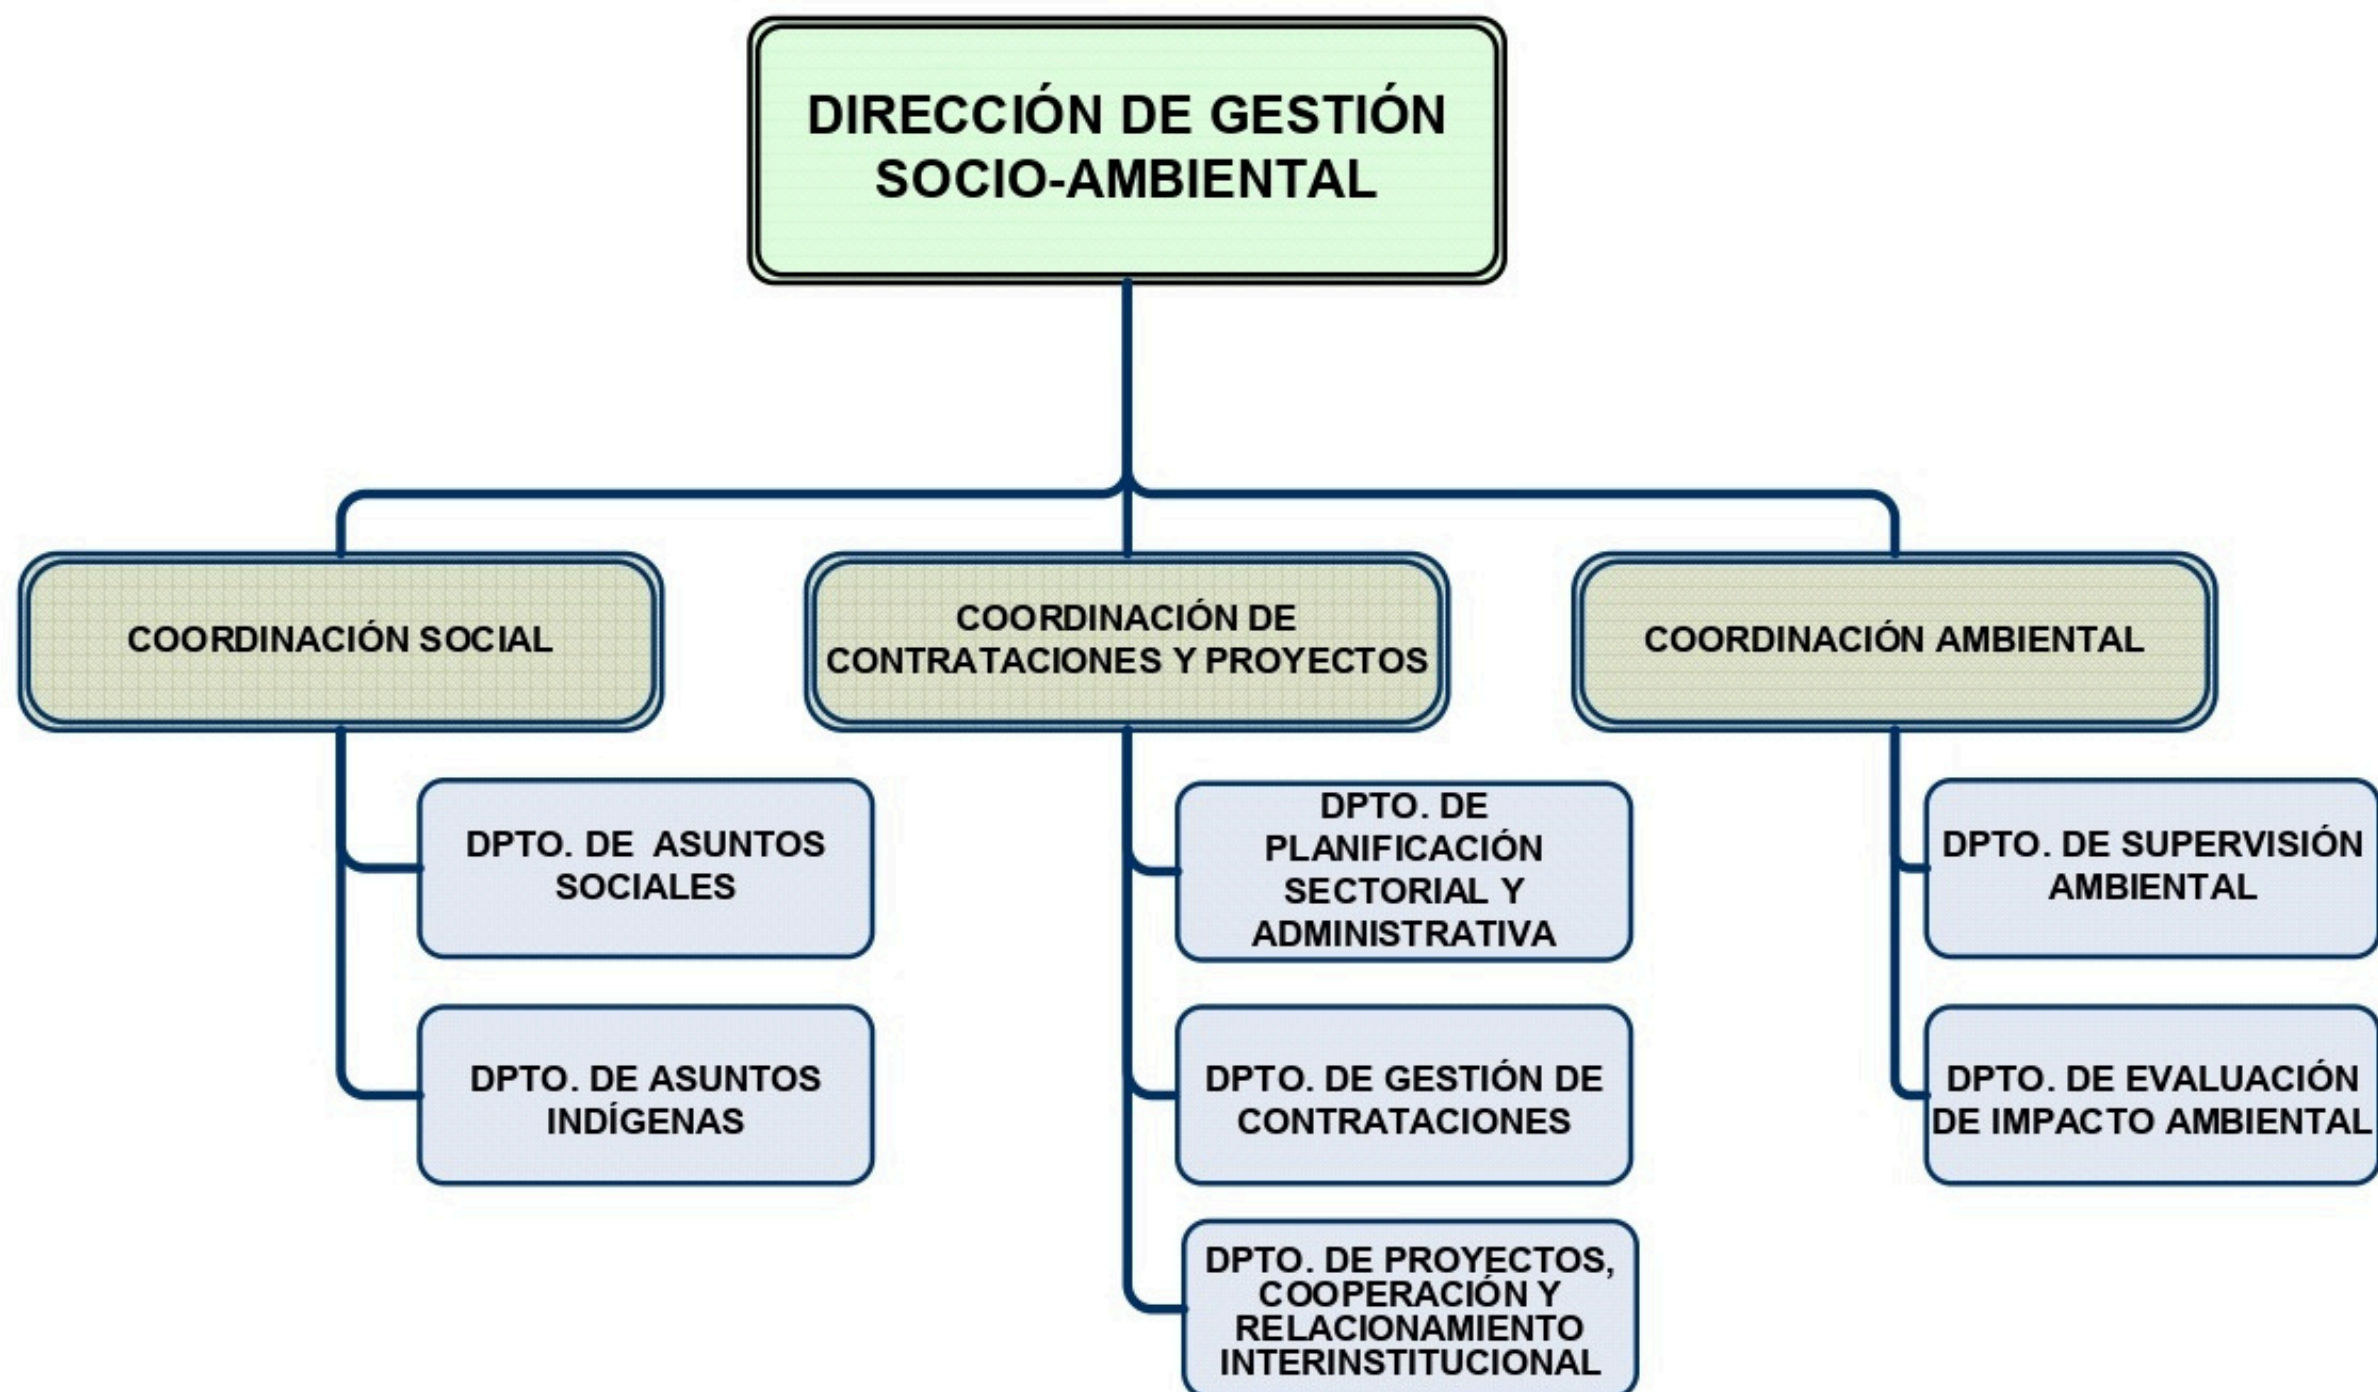 DIRECCIÓN DE GESTIÓN
SOCIO-AMBIENTAL
COORDINACIÓN SOCIAL
COORDINACIÓN DE
CONTRATACIONES Y PROYECTOS
COORDINACIÓN AMBIENTAL
DPTO. DE ASUNTOS
SOCIALES
DPTO. DE ASUNTOS
INDÍGENAS
DPTO. DE
PLANIFICACIÓN
SECTORIAL Y
ADMINISTRATIVA
DPTO. DE GESTIÓN DE
CONTRATACIONES
DPTO. DE PROYECTOS,
COOPERACIÓN Y
RELACIONAMIENTO
INTERINSTITUCIONAL
DPTO. DE SUPERVISIÓN
AMBIENTAL
DPTO. DE EVALUACIÓN
DE IMPACTO AMBIENTAL